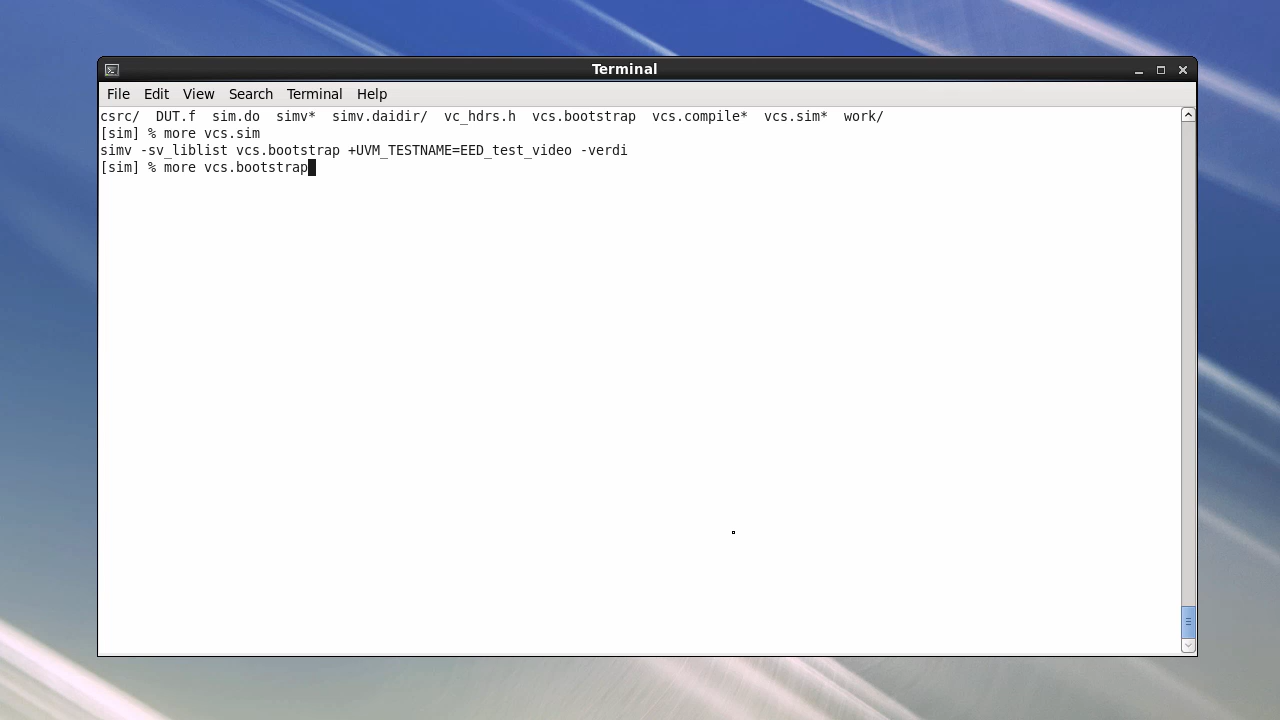 Terminal
File Edit View Search Terminal Help
csrc/ DUT.f sim.do simv* simv.daidir/ vc_hdrs.h vcs.bootstrap vcs.compile* vcs.sim* work/
[sim] % more vcs.sim
simv -sv_liblist vcs.bootstrap +UVM_TESTNAME=EED_test_video -verdi
[sim] % more vcs.bootstrap